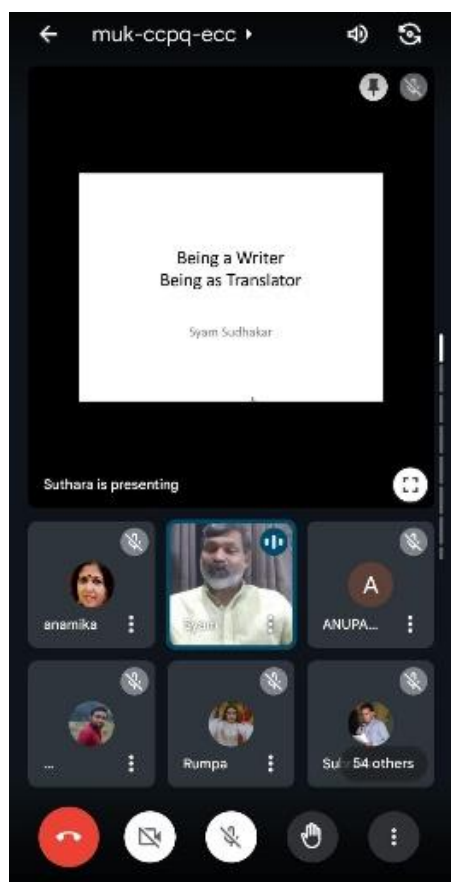 muk-ccpq-ecc
Being a Writer
Being as Translator
Syam Sudhakar
Suthara is presenting
anamika
Syam
A
ANUPA...
...
Rumpa
54 others